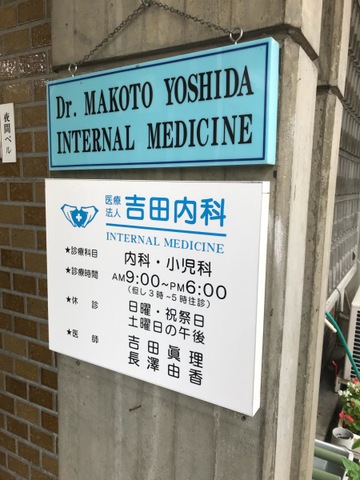 Dr. MAKOTO YOSHIDA
INTERNAL MEDICINE
夜間ベル
医療法人 吉田内科
INTERNAL MEDICINE
★診療科目 内科・小児科
★診療時間 AM9:00~PM6:00
(但し3時~5時往診)
★休診 日曜・祝祭日
土曜日の午後
★医師 吉田眞理
長澤由香